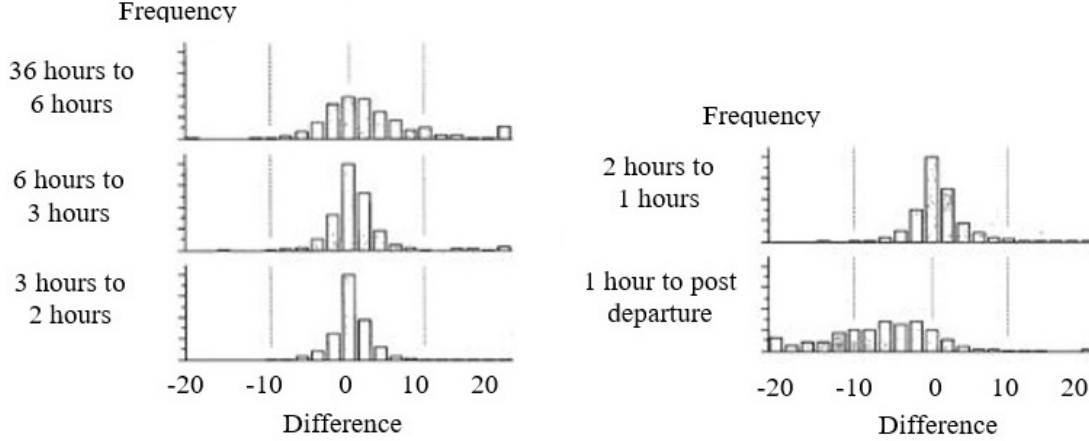 Frequency
36 hours to
6 hours
6 hours to
3 hours
3 hours to
2 hours
-20 -10 0 10 20
Difference
Frequency
2 hours to
1 hours
1 hour to post
departure
-20 -10 0 10 20
Difference